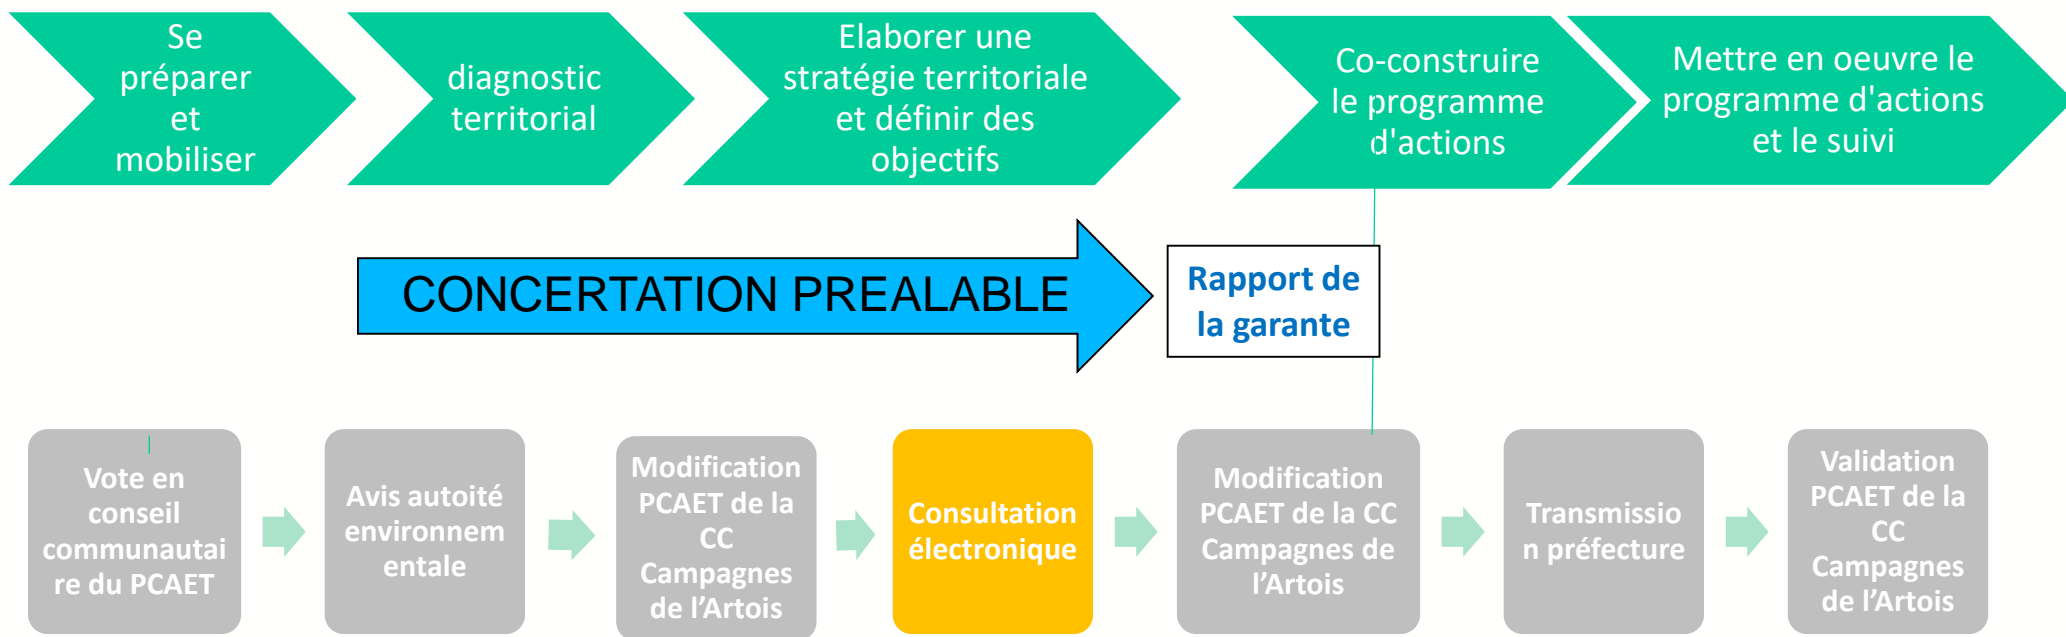 Se
préparer
et
mobiliser
diagnostic
territorial
Elaborer une
stratégie territoriale
et définir des
objectifs
Co-construire
le programme
d'actions
Mettre en oeuvre le
programme d'actions
et le suivi
CONCERTATION PREALABLE
Rapport de
la garante
Vote en
conseil
communautai
re du PCAET
Avis autoité
environnem
entale
Modification
PCAET de la
CC
Campagnes
de l’Artois
Consultation
électronique
Modification
PCAET de la CC
Campagnes de
l’Artois
Transmissio
n préfecture
Validation
PCAET de la
CC
Campagnes
de l’Artois